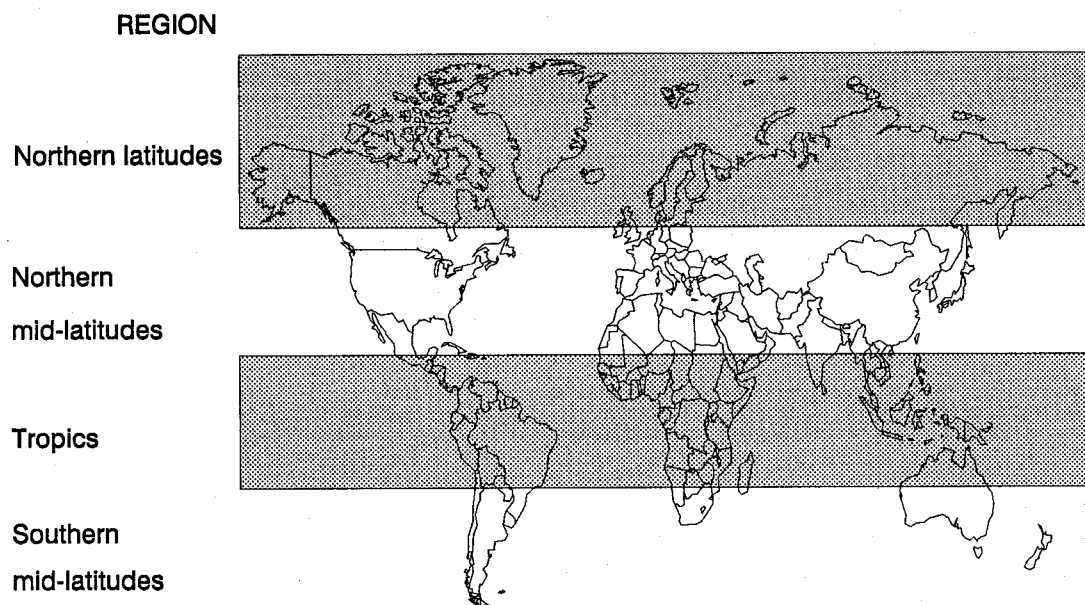 REGION
Northern latitudes
Northern
mid-latitudes
Tropics
Southern
mid-latitudes